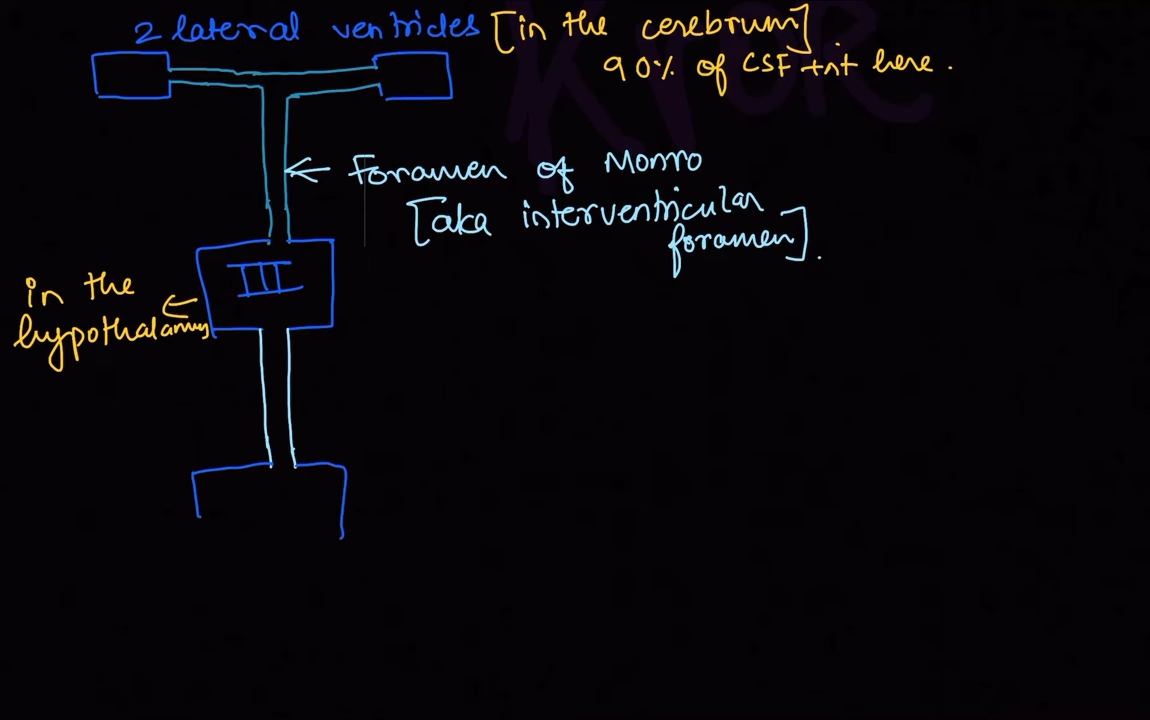 2 lateral ventricles [in the cerebrum]
90% of CSF +nt here.
Foramen of Monro
[aka interventricular
foramen].
III
in the
hypothalamus